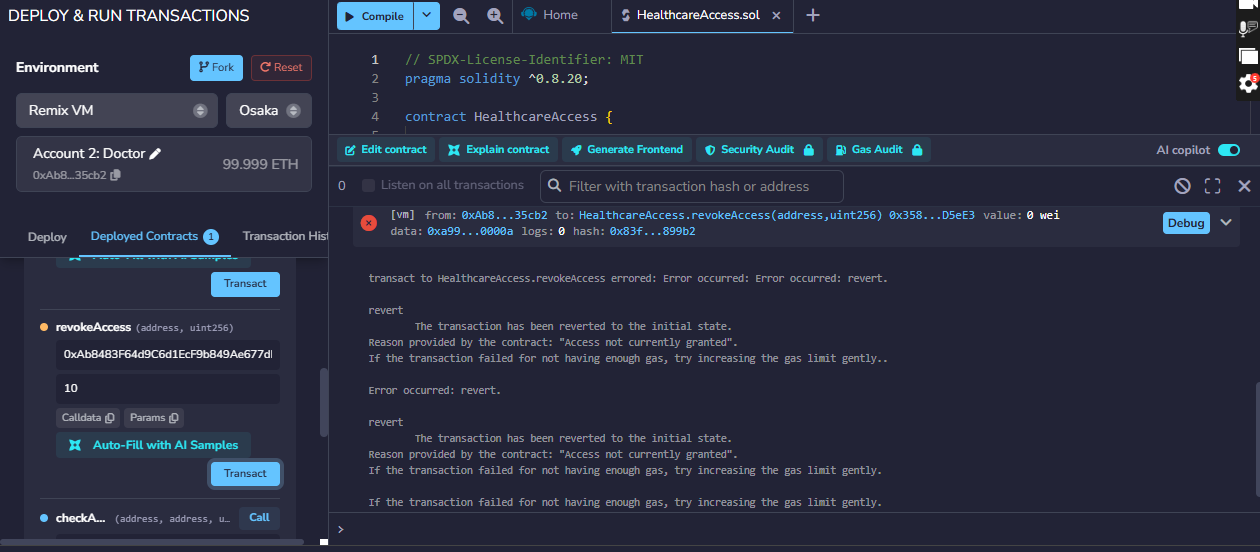 DEPLOY & RUN TRANSACTIONS
Environment
Fork
Reset
Remix VM
Osaka
Account 2: Doctor
99.999 ETH
0xAb8...35cb2
Deploy
Deployed Contracts 1
Transaction Hist
Auto-Fill with AI Samples
Transact
revokeAccess (address, uint256)
0xAb8483F64d9C6d1EcF9b849Ae677dI
10
Calldata
Params
Auto-Fill with AI Samples
Transact
checkA... (address, address, u...
Call
Compile
Home
HealthcareAccess.sol
1 // SPDX-License-Identifier: MIT
2 pragma solidity ^0.8.20;
3
4 contract HealthcareAccess {
Edit contract
Explain contract
Generate Frontend
Security Audit
Gas Audit
AI copilot
0
Listen on all transactions
Filter with transaction hash or address
[vm] from: 0xAb8...35cb2 to: HealthcareAccess.revokeAccess(address,uint256) 0x358...D5eE3 value: 0 wei
data: 0xa99...0000a logs: 0 hash: 0x83f...899b2
Debug
transact to HealthcareAccess.revokeAccess errored: Error occurred: Error occurred: revert.
revert
The transaction has been reverted to the initial state.
Reason provided by the contract: "Access not currently granted".
If the transaction failed for not having enough gas, try increasing the gas limit gently..
Error occurred: revert.
revert
The transaction has been reverted to the initial state.
Reason provided by the contract: "Access not currently granted".
If the transaction failed for not having enough gas, try increasing the gas limit gently.
If the transaction failed for not having enough gas, try increasing the gas limit gently.
>
5